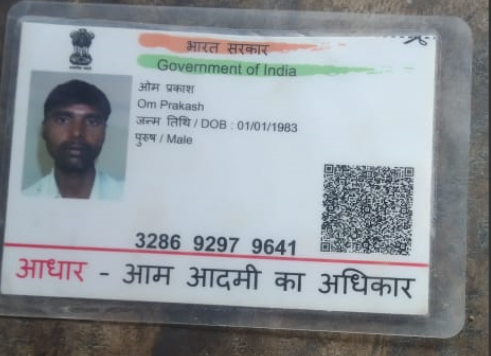 भारत सरकार
Government of India
ओम प्रकाश
Om Prakash
जन्म तिथि / DOB : 01/01/1983
पुरुष / Male
3286 9297 9641
आधार - आम आदमी का अधिकार